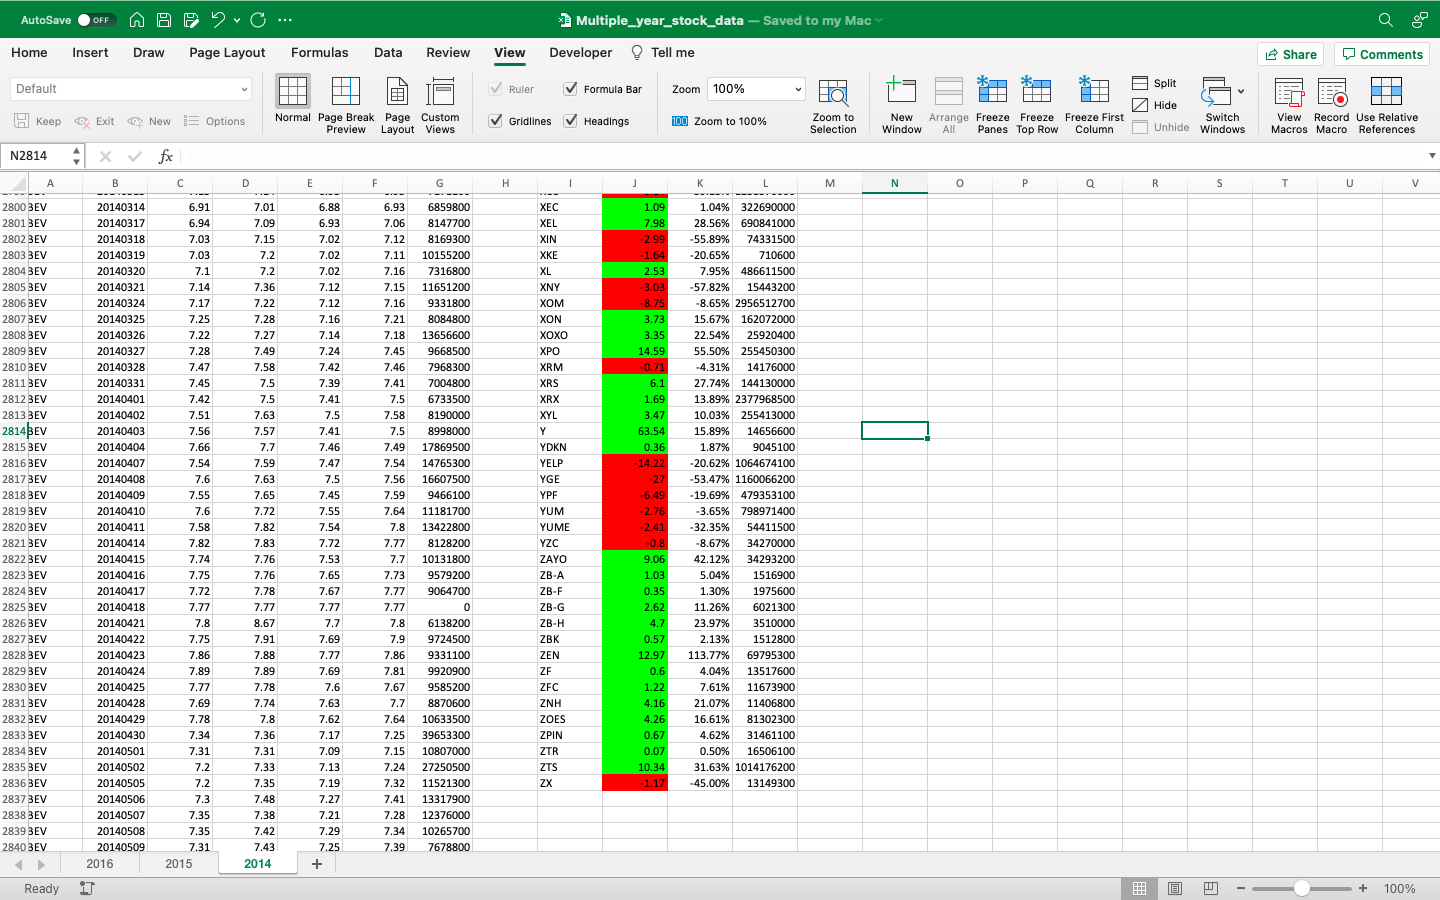 AutoSave OFF Multiple_year_stock_data — Saved to my Mac
Home Insert Draw Page Layout Formulas Data Review View Developer Tell me Share Comments
Default
Keep Exit New Options
Normal
Page Break Preview
Page Layout
Custom Views
Ruler Formula Bar
Gridlines Headings
Zoom 100%
100 Zoom to 100%
Zoom to Selection
New Window
Arrange All
Freeze Panes
Freeze Top Row
Freeze First Column
Split
Hide
Unhide
Switch Windows
View Macros
Record Macro
Use Relative References
N2814 fx
A B C D E F G H I J K L M N O P Q R S T U V
2800 BEV 20140314 6.91 7.01 6.88 6.93 6859800 XEC 1.09 1.04% 322690000
2801 BEV 20140317 6.94 7.09 6.93 7.06 8147700 XEL 7.98 28.56% 690841000
2802 BEV 20140318 7.03 7.15 7.02 7.12 8169300 XIN -2.99 -55.89% 74331500
2803 BEV 20140319 7.03 7.2 7.02 7.11 10155200 XKE -1.64 -20.65% 710600
2804 BEV 20140320 7.1 7.2 7.02 7.16 7316800 XL 2.53 7.95% 486611500
2805 BEV 20140321 7.14 7.36 7.12 7.15 11651200 XNY -3.03 -57.82% 15443200
2806 BEV 20140324 7.17 7.22 7.12 7.16 9331800 XOM -8.75 -8.65% 2956512700
2807 BEV 20140325 7.25 7.28 7.16 7.21 8084800 XON 3.73 15.67% 162072000
2808 BEV 20140326 7.22 7.27 7.14 7.18 13656600 XOXO 3.35 22.54% 25920400
2809 BEV 20140327 7.28 7.49 7.24 7.45 9668500 XPO 14.59 55.50% 255450300
2810 BEV 20140328 7.47 7.58 7.42 7.46 7968300 XRM -0.71 -4.31% 14176000
2811 BEV 20140331 7.45 7.5 7.39 7.41 7004800 XRS 6.1 27.74% 144130000
2812 BEV 20140401 7.42 7.5 7.41 7.5 6733500 XRX 1.69 13.89% 2377968500
2813 BEV 20140402 7.51 7.63 7.5 7.58 8190000 XYL 3.47 10.03% 255413000
2814 BEV 20140403 7.56 7.57 7.41 7.5 8998000 Y 63.54 15.89% 14656600
2815 BEV 20140404 7.66 7.7 7.46 7.49 17869500 YDKN 0.36 1.87% 9045100
2816 BEV 20140407 7.54 7.59 7.47 7.54 14765300 YELP -14.22 -20.62% 1064674100
2817 BEV 20140408 7.6 7.63 7.5 7.56 16607500 YGE -27 -53.47% 1160066200
2818 BEV 20140409 7.55 7.65 7.45 7.59 9466100 YPF -6.49 -19.69% 479353100
2819 BEV 20140410 7.6 7.72 7.55 7.64 11181700 YUM -2.76 -3.65% 798971400
2820 BEV 20140411 7.58 7.82 7.54 7.8 13422800 YUME -2.41 -32.35% 54411500
2821 BEV 20140414 7.82 7.83 7.72 7.77 8128200 YZC -0.8 -8.67% 34270000
2822 BEV 20140415 7.74 7.76 7.53 7.7 10131800 ZAYO 9.06 42.12% 34293200
2823 BEV 20140416 7.75 7.76 7.65 7.73 9579200 ZB-A 1.03 5.04% 1516900
2824 BEV 20140417 7.72 7.78 7.67 7.77 9064700 ZB-F 0.35 1.30% 1975600
2825 BEV 20140418 7.77 7.77 7.77 7.77 0 ZB-G 2.62 11.26% 6021300
2826 BEV 20140421 7.8 8.67 7.7 7.8 6138200 ZB-H 4.7 23.97% 3510000
2827 BEV 20140422 7.75 7.91 7.69 7.9 9724500 ZBK 0.57 2.13% 1512800
2828 BEV 20140423 7.86 7.88 7.77 7.86 9331100 ZEN 12.97 113.77% 69795300
2829 BEV 20140424 7.89 7.89 7.69 7.81 9920900 ZF 0.6 4.04% 13517600
2830 BEV 20140425 7.77 7.78 7.6 7.67 9585200 ZFC 1.22 7.61% 11673900
2831 BEV 20140428 7.69 7.74 7.63 7.7 8870600 ZNH 4.16 21.07% 11406800
2832 BEV 20140429 7.78 7.8 7.62 7.64 10633500 ZOES 4.26 16.61% 81302300
2833 BEV 20140430 7.34 7.36 7.17 7.25 39653300 ZPIN 0.67 4.62% 31461100
2834 BEV 20140501 7.31 7.31 7.09 7.15 10807000 ZTR 0.07 0.50% 16506100
2835 BEV 20140502 7.2 7.33 7.13 7.24 27250500 ZTS 10.34 31.63% 1014176200
2836 BEV 20140505 7.2 7.35 7.19 7.32 11521300 ZX -1.17 -45.00% 13149300
2837 BEV 20140506 7.3 7.48 7.27 7.41 13317900
2838 BEV 20140507 7.35 7.38 7.21 7.28 12376000
2839 BEV 20140508 7.35 7.42 7.29 7.34 10265700
2840 BEV 20140509 7.31 7.43 7.25 7.39 7678800
2016 2015 2014 +
Ready 100%